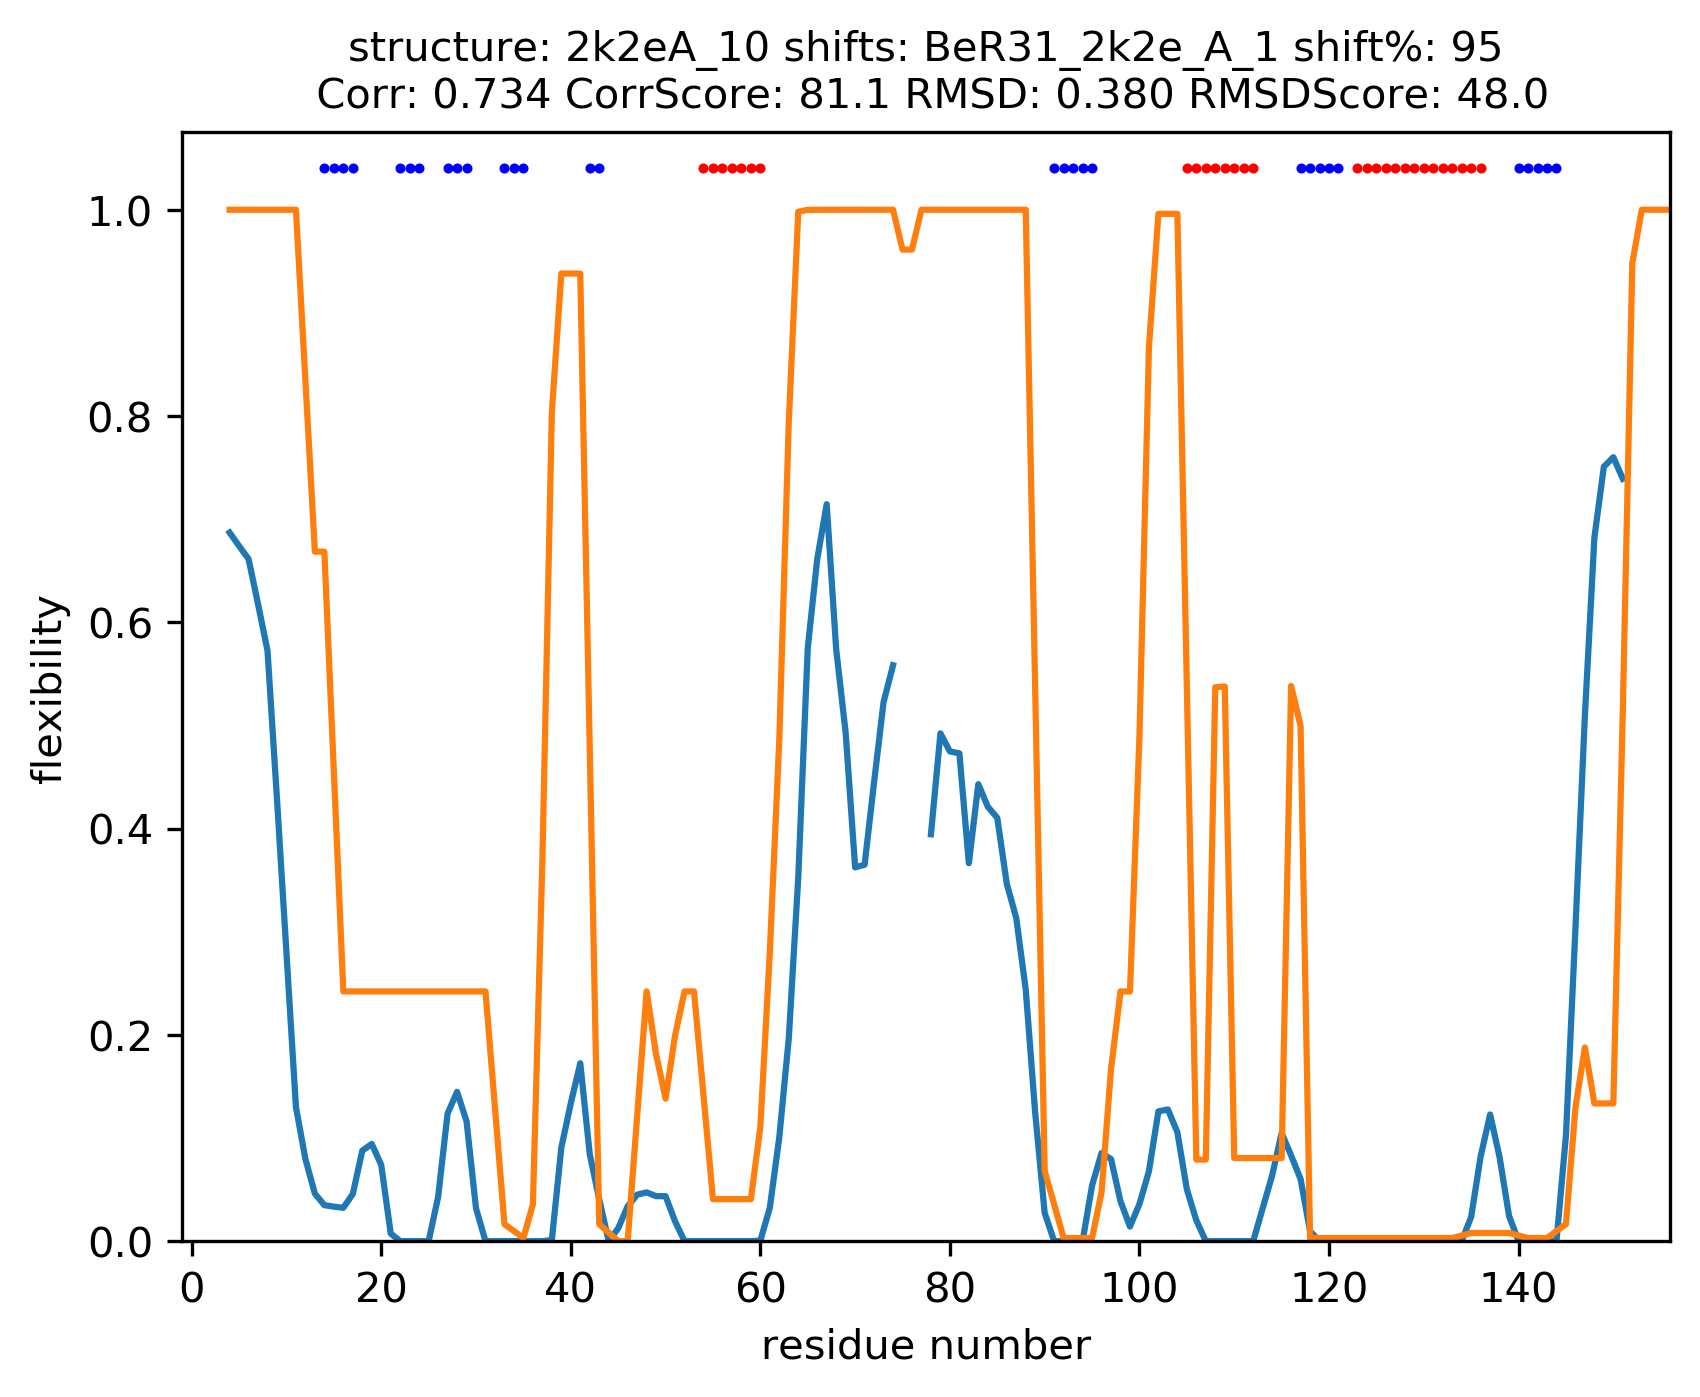 structure: 2k2eA_10 shifts: BeR31_2k2e_A_1 shift%: 95
Corr: 0.734 CorrScore: 81.1 RMSD: 0.380 RMSDScore: 48.0
1.0
0.8
0.6
0.4
0.2
0.0
flexibility
0 20 40 60 80 100 120 140
residue number